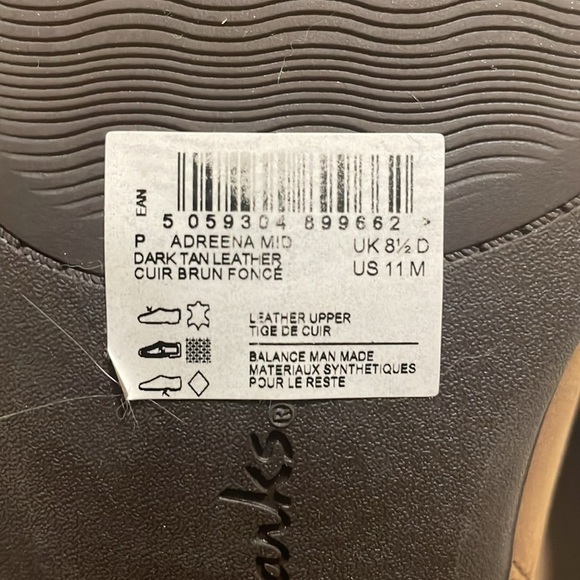 EAN
5 059304 899662 >
P ADREENA MID UK 8½ D
DARK TAN LEATHER US 11 M
CUIR BRUN FONCÉ
LEATHER UPPER
TIGE DE CUIR
BALANCE MAN MADE
MATERIAUX SYNTHETIQUES
POUR LE RESTE
arks®